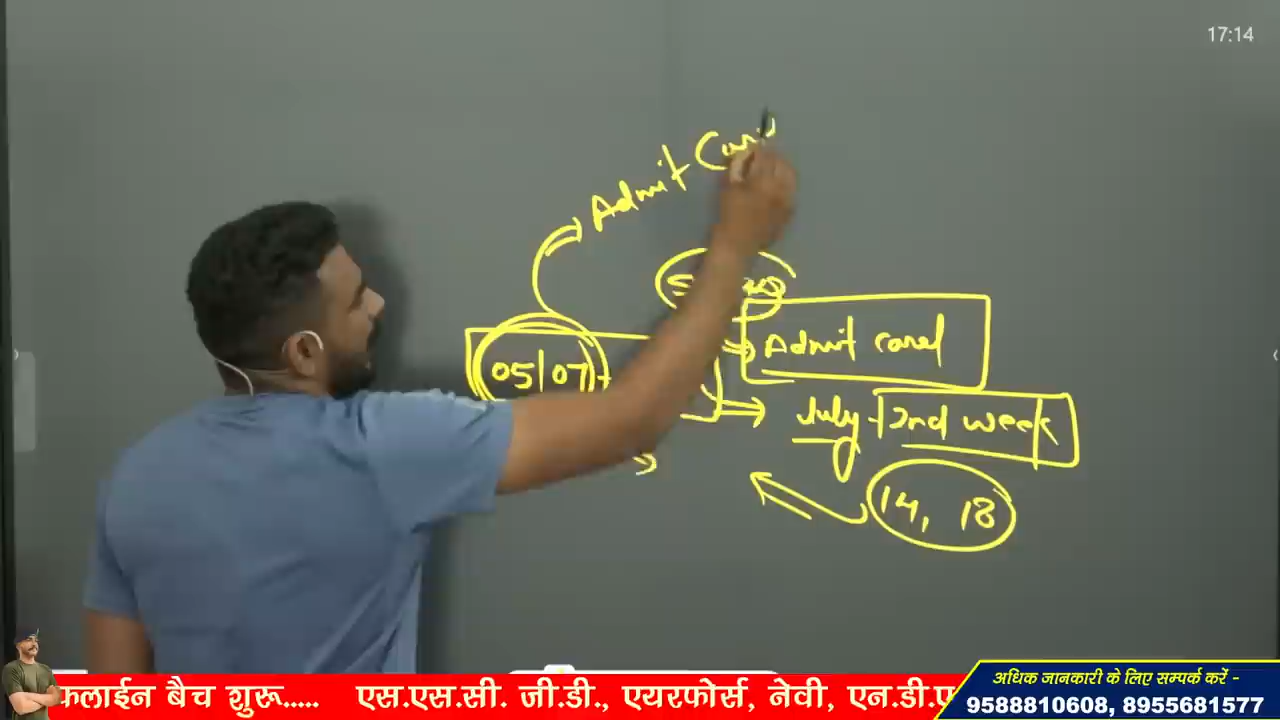 17:14
Admit Car
05/07
Admit card
July 2nd week
14, 18
फलाईन बैच शुरू..... एस.एस.सी. जी.डी., एयरफोर्स, नेवी, एन.डी.ए
अधिक जानकारी के लिए सम्पर्क करें -
9588810608, 8955681577